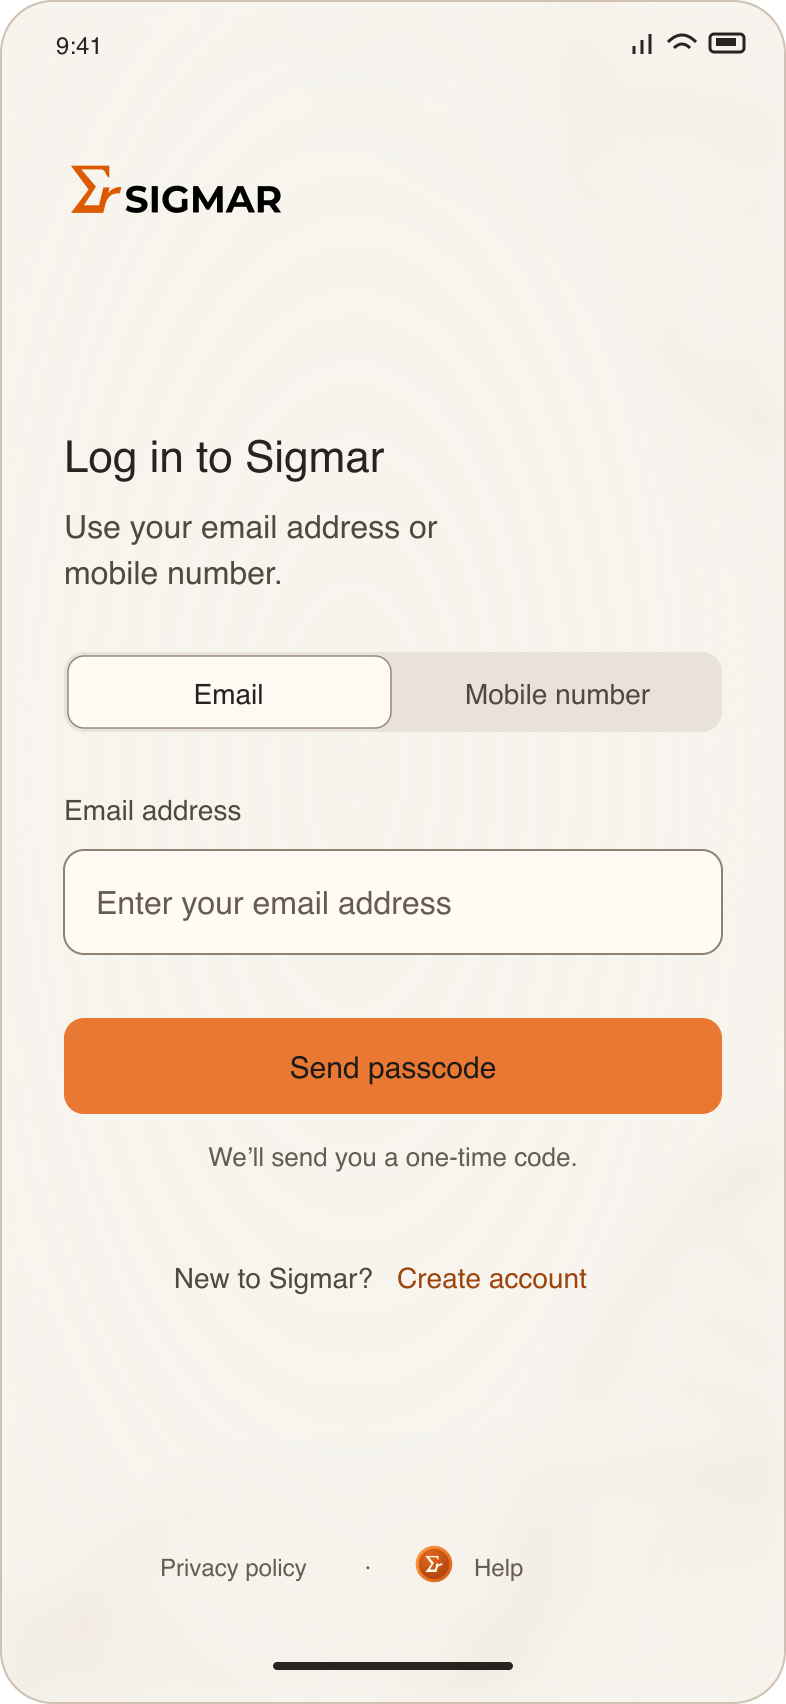 9:41
Σr SIGMAR
Log in to Sigmar
Use your email address or
mobile number.
Email
Mobile number
Email address
Enter your email address
Send passcode
We’ll send you a one-time code.
New to Sigmar? Create account
Privacy policy · Σr Help